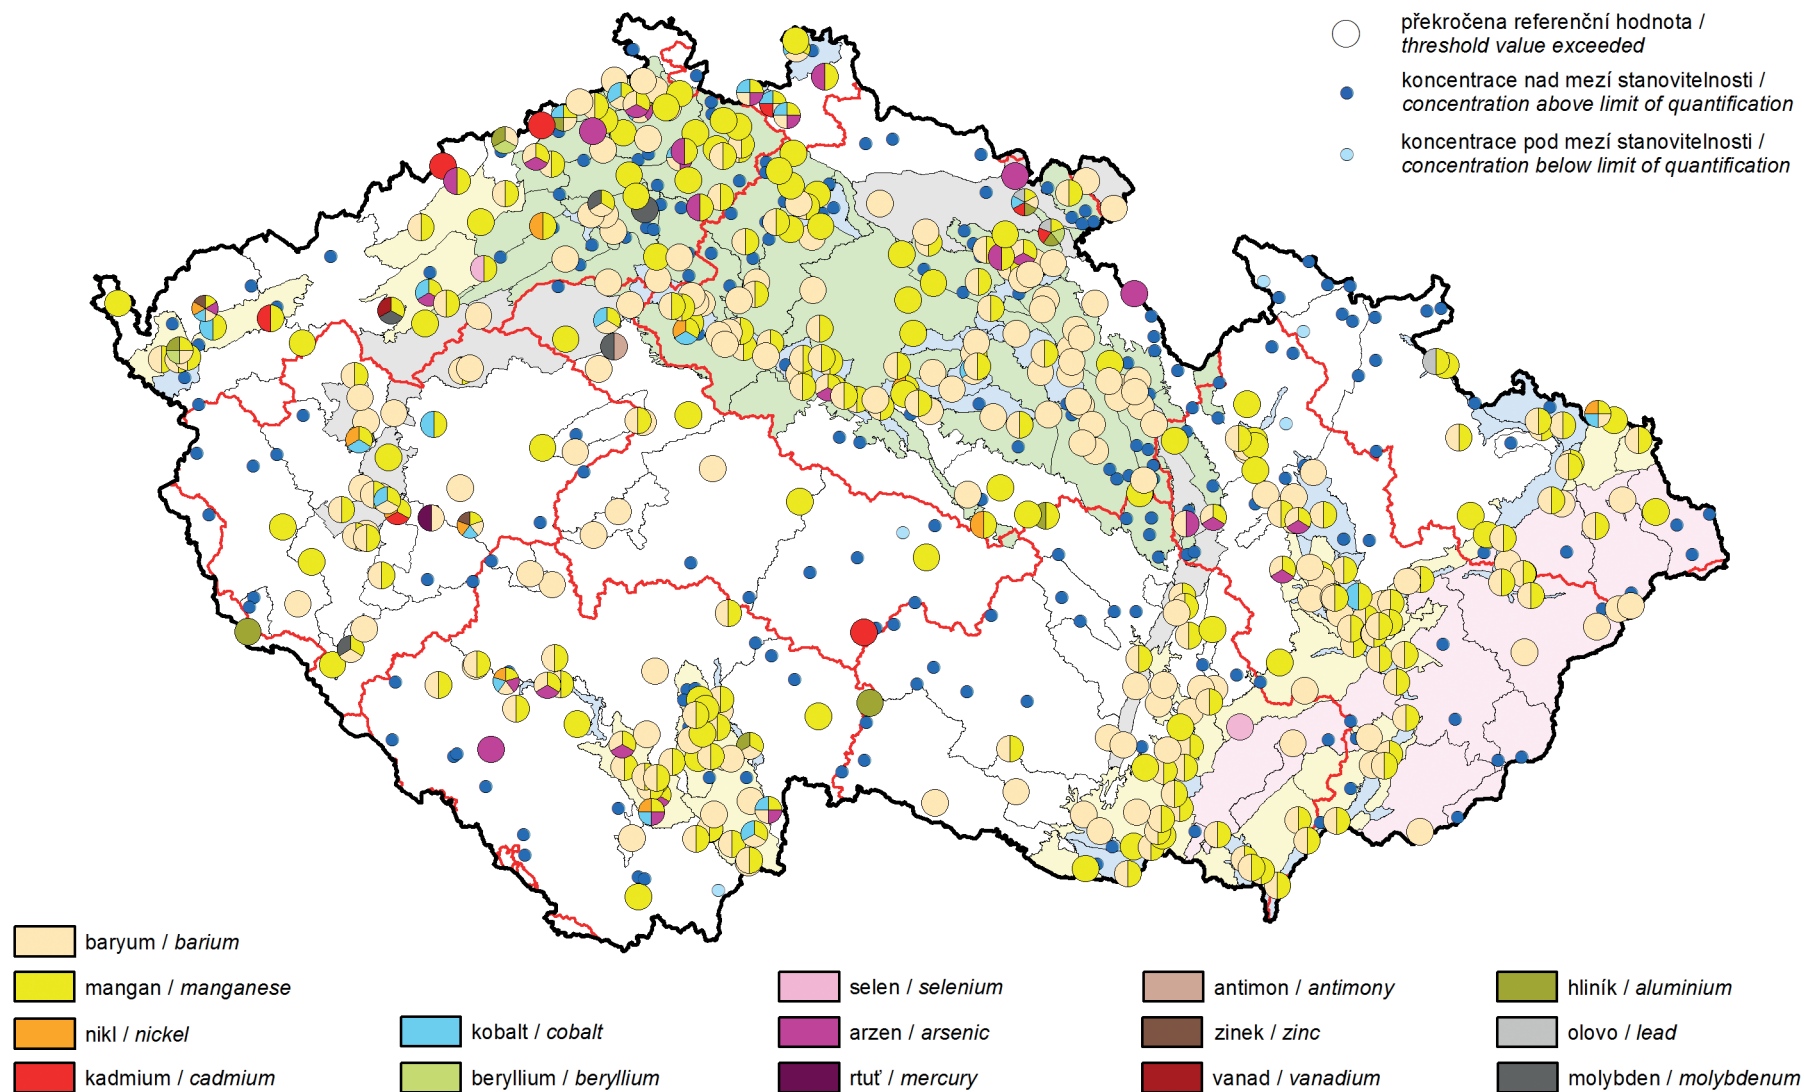 překročena referenční hodnota /
threshold value exceeded
koncentrace nad mezí stanovitelnosti /
concentration above limit of quantification
koncentrace pod mezí stanovitelnosti /
concentration below limit of quantification
baryum / barium
mangan / manganese
nikl / nickel
kadmium / cadmium
kobalt / cobalt
beryllium / beryllium
selen / selenium
arzen / arsenic
rtuť / mercury
antimon / antimony
zinek / zinc
vanad / vanadium
hliník / aluminium
olovo / lead
molybden / molybdenum